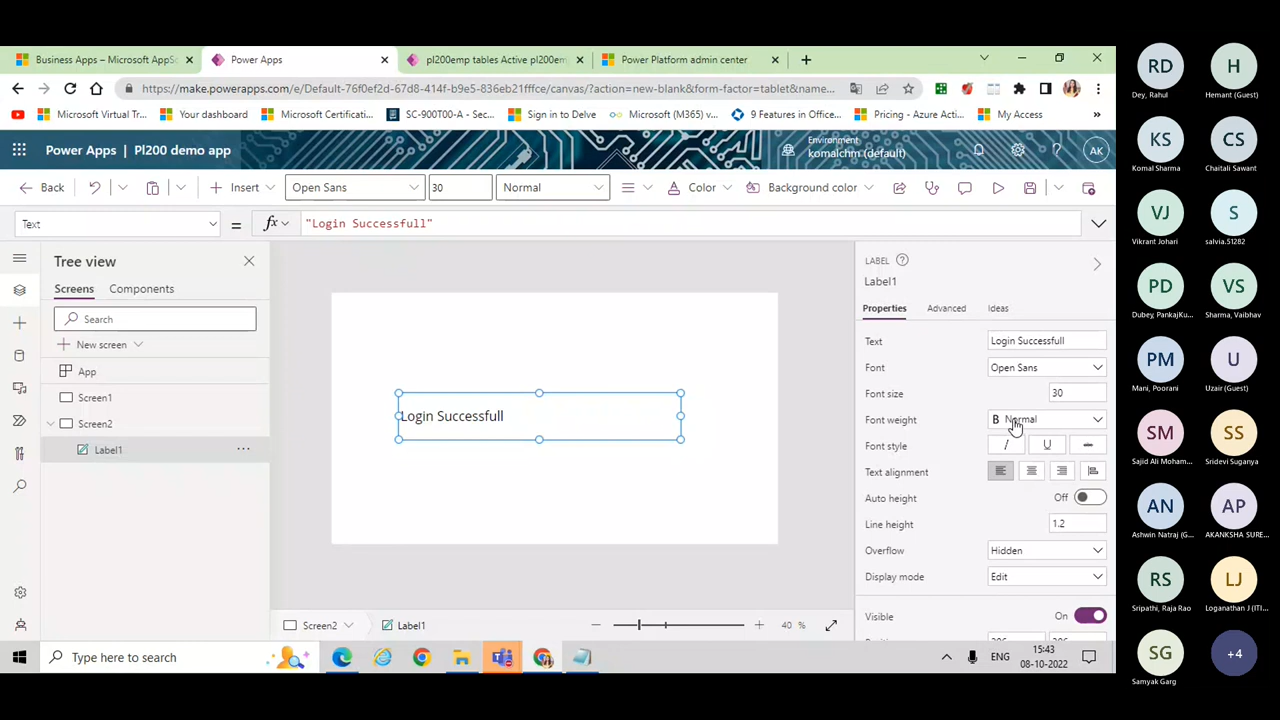 Business Apps – Microsoft AppSo
Power Apps
pl200emp tables Active pl200em
Power Platform admin center
https://make.powerapps.com/e/Default-76f0f12d-67d8-414f-b9e5-836eb21fffce/canvas/?action=new-blank&form-factor=tablet&name...
Microsoft Virtual Tr...
Your dashboard
Microsoft Certificati...
SC-900T00-A - Sec...
Sign in to Delve
Microsoft (M365) v...
9 Features in Office...
Pricing - Azure Acti...
My Access
Power Apps | Pl200 demo app
Environment
komalchm (default)
AK
Back
Insert
Open Sans
30
Normal
Color
Background color
Text
=
fx
"Login Successfull"
Tree view
Screens
Components
Search
New screen
App
Screen1
Screen2
Label1
Login Successfull
LABEL
Label1
Properties
Advanced
Ideas
Text
Login Successfull
Font
Open Sans
Font size
30
Font weight
B Normal
Font style
/ U
Text alignment
Auto height
Off
Line height
1.2
Overflow
Hidden
Display mode
Edit
Visible
On
Screen2
Label1
40 %
Type here to search
ENG
15:43
08-10-2022
RD
Dey, Rahul
H
Hemant (Guest)
KS
Komal Sharma
CS
Chaitali Sawant
VJ
Vikrant Johari
S
salvia.51282
PD
Dubey, PankajKu...
VS
Sharma, Vaibhav
PM
Mani, Poorani
U
Uzair (Guest)
SM
Sajid Ali Moham...
SS
Sridevi Suganya
AN
Ashwin Natraj (G...
AP
AKANKSHA SURE...
RS
Sripathi, Raja Rao
LJ
Loganathan J (ITI...
SG
Samyak Garg
+4